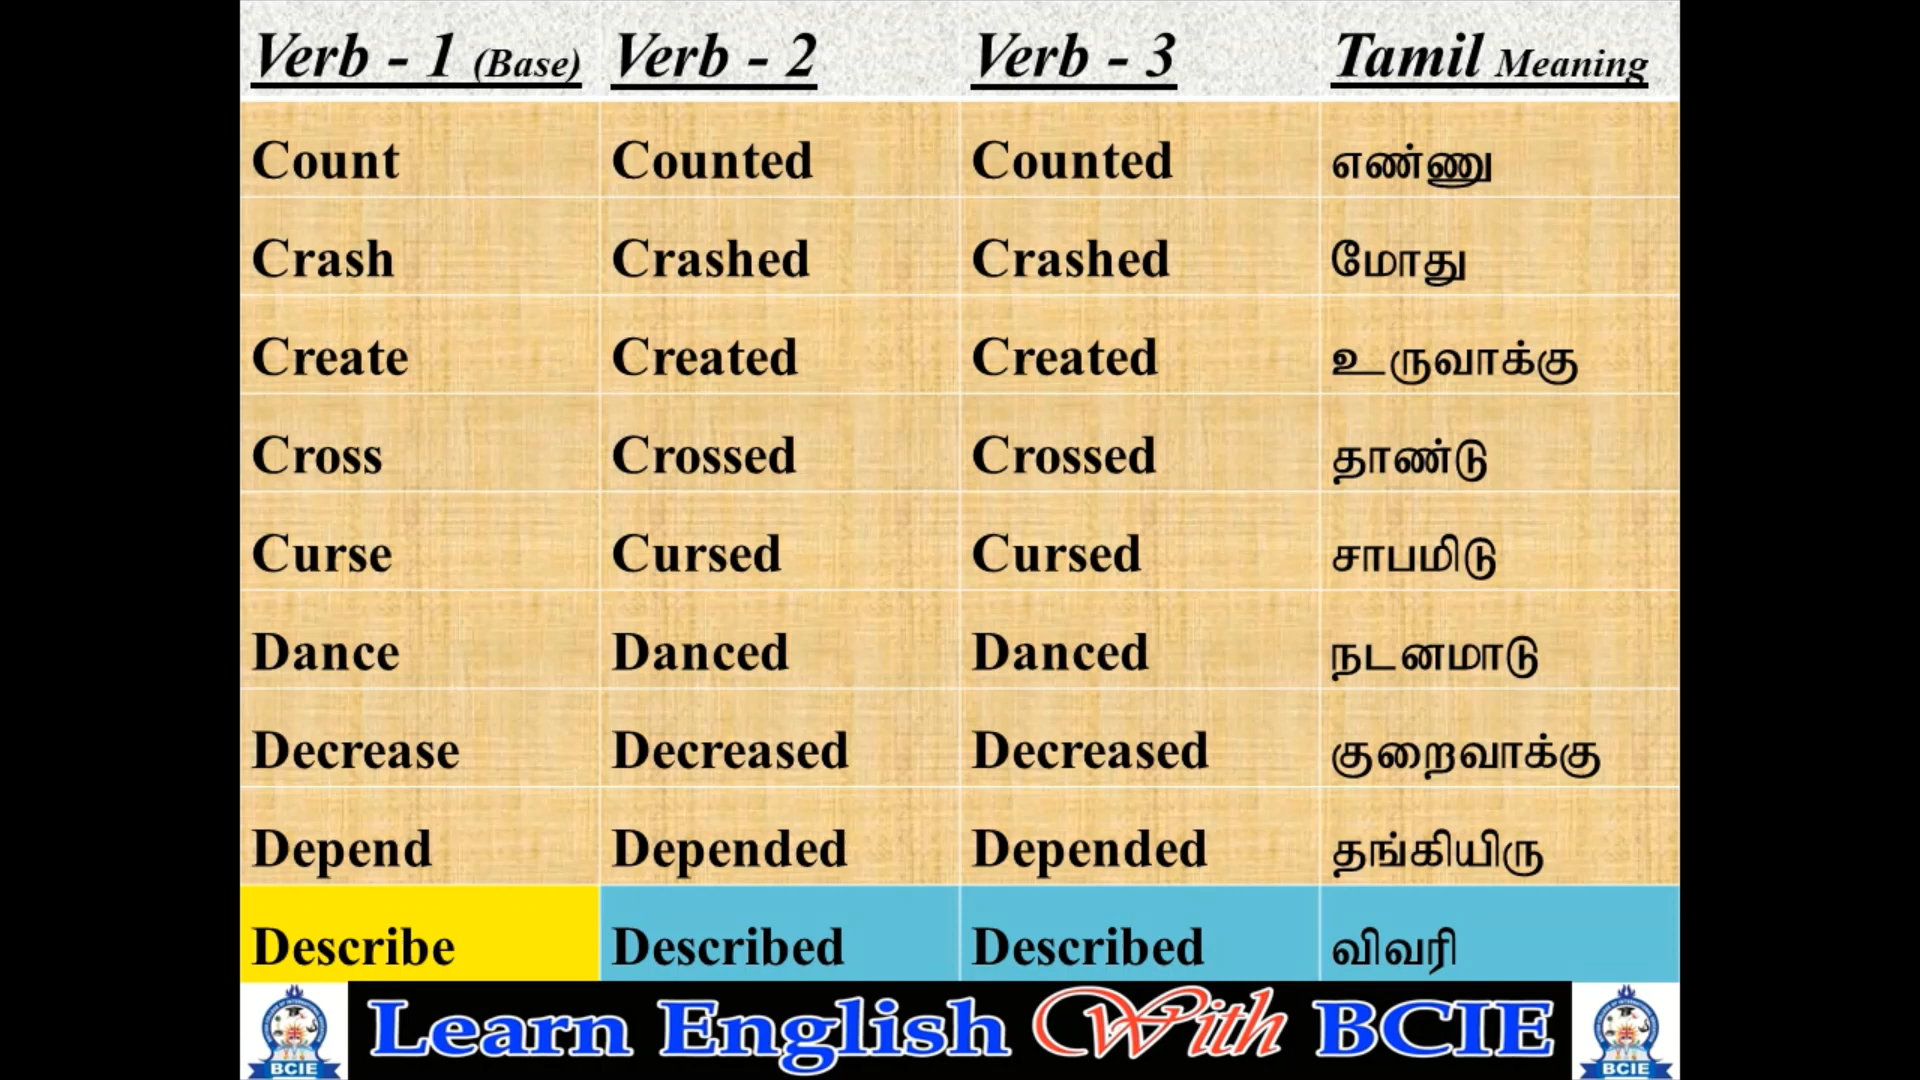 Verb - 1 (Base) Verb - 2 Verb - 3 Tamil Meaning
Count Counted Counted எண்ணு
Crash Crashed Crashed மோது
Create Created Created உருவாக்கு
Cross Crossed Crossed தாண்டு
Curse Cursed Cursed சாபமிடு
Dance Danced Danced நடனமாடு
Decrease Decreased Decreased குறைவாக்கு
Depend Depended Depended தங்கியிரு
Describe Described Described விவரி
BCIE Learn English With BCIE BCIE